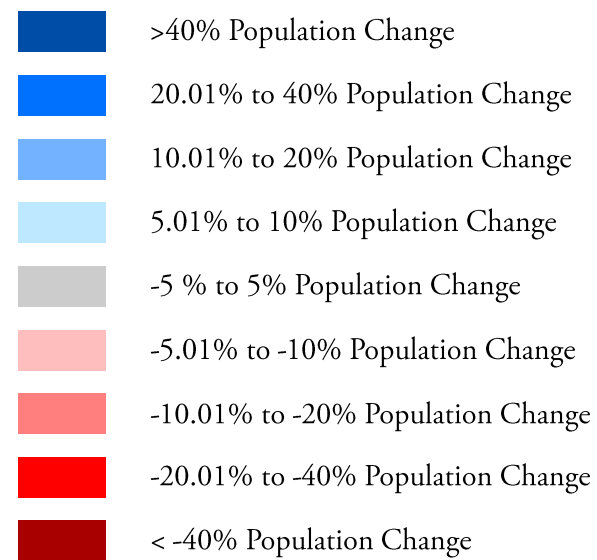 >40% Population Change
20.01% to 40% Population Change
10.01% to 20% Population Change
5.01% to 10% Population Change
-5 % to 5% Population Change
-5.01% to -10% Population Change
-10.01% to -20% Population Change
-20.01% to -40% Population Change
< -40% Population Change